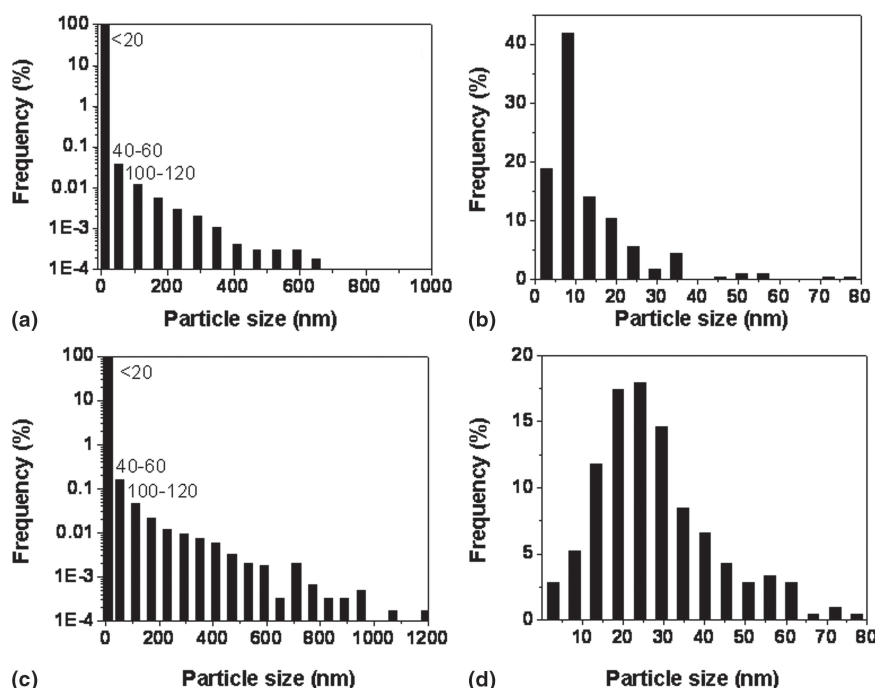 100
10
1
0.1
0.01
1E-3
1E-4
<20
40-60
100-120
0 200 400 600 800 1000
Frequency (%)
Particle size (nm)
(a)
40
30
20
10
0
0 10 20 30 40 50 60 70 80
Frequency (%)
Particle size (nm)
(b)
100
10
1
0.1
0.01
1E-3
1E-4
<20
40-60
100-120
0 200 400 600 800 1000 1200
Frequency (%)
Particle size (nm)
(c)
20
15
10
5
0
10 20 30 40 50 60 70 80
Frequency (%)
Particle size (nm)
(d)